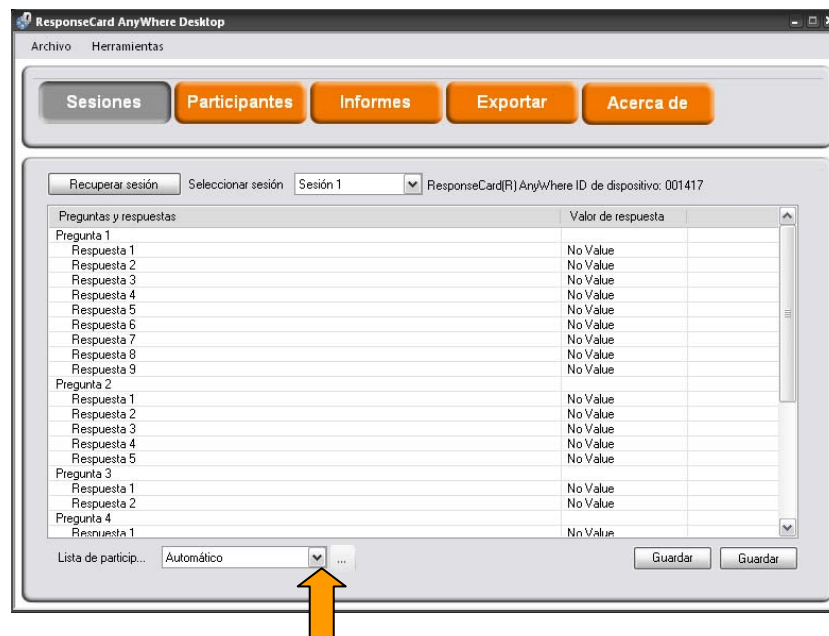 ResponseCard AnyWhere Desktop
Archivo Herramientas
Sesiones Participantes Informes Exportar Acerca de
Recuperar sesión Seleccionar sesión Sesión 1 ResponseCard(R) AnyWhere ID de dispositivo: 001417
Preguntas y respuestas Valor de respuesta
Pregunta 1
Respuesta 1 No Value
Respuesta 2 No Value
Respuesta 3 No Value
Respuesta 4 No Value
Respuesta 5 No Value
Respuesta 6 No Value
Respuesta 7 No Value
Respuesta 8 No Value
Respuesta 9 No Value
Pregunta 2
Respuesta 1 No Value
Respuesta 2 No Value
Respuesta 3 No Value
Respuesta 4 No Value
Respuesta 5 No Value
Pregunta 3
Respuesta 1 No Value
Respuesta 2 No Value
Pregunta 4
Respuesta 1 No Value
Lista de particip... Automático ... Guardar Guardar